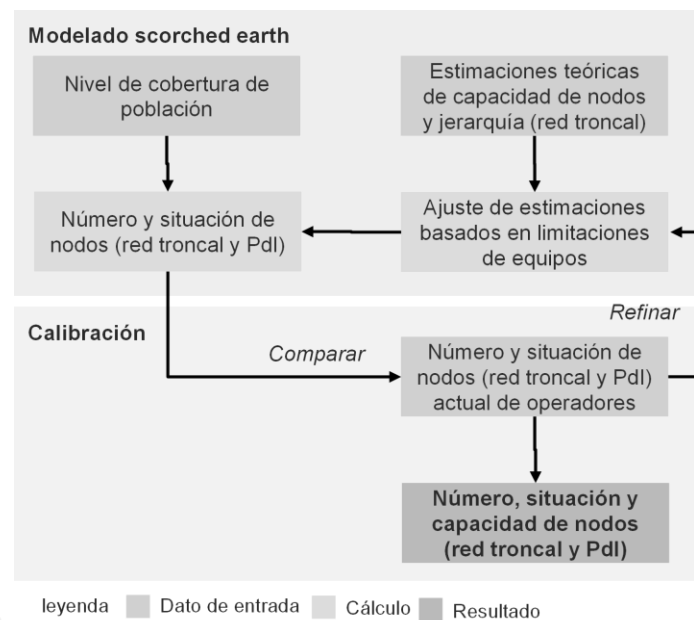 Modelado scorched earth
Nivel de cobertura de
población
Estimaciones teóricas
de capacidad de nodos
y jerarquía (red troncal)
Número y situación de
nodos (red troncal y PdI)
Ajuste de estimaciones
basados en limitaciones
de equipos
Calibración
Refinar
Comparar
Número y situación de
nodos (red troncal y PdI)
actual de operadores
Número, situación y
capacidad de nodos
(red troncal y PdI)
leyenda Dato de entrada Cálculo Resultado